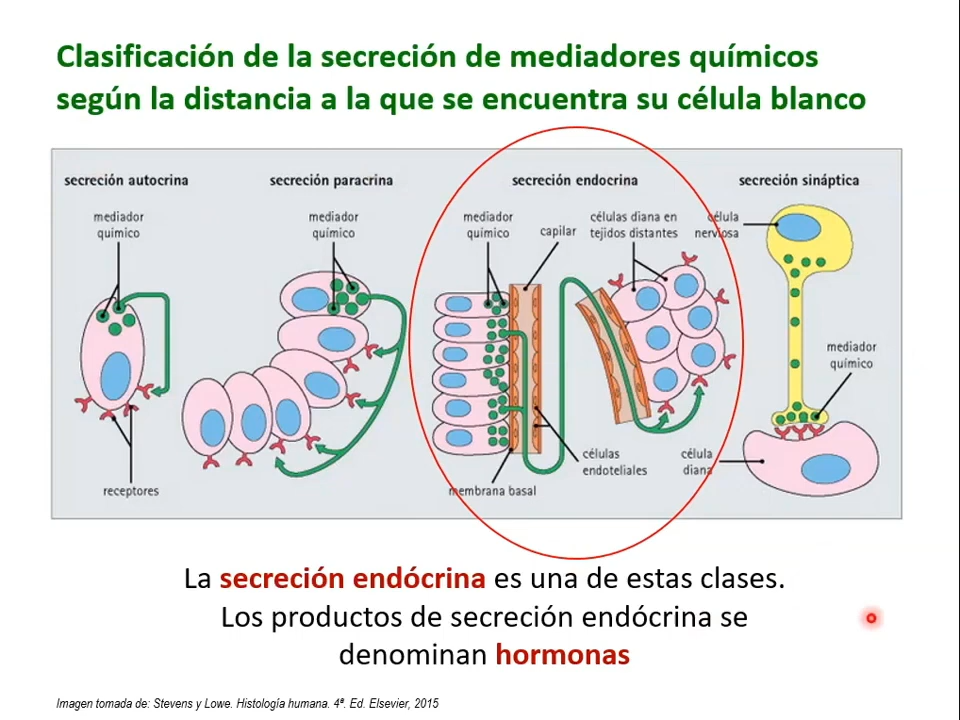 Clasificación de la secreción de mediadores químicos
según la distancia a la que se encuentra su célula blanco
secreción autocrina
secreción paracrina
secreción endocrina
secreción sináptica
mediador
químico
mediador
químico
mediador
químico
capilar
células diana en
tejidos distantes
célula
nerviosa
mediador
químico
receptores
membrana basal
células
endoteliales
célula
diana
La secreción endócrina es una de estas clases.
Los productos de secreción endócrina se
denominan hormonas
Imagen tomada de: Stevens y Lowe. Histología humana. 4ª. Ed. Elsevier, 2015